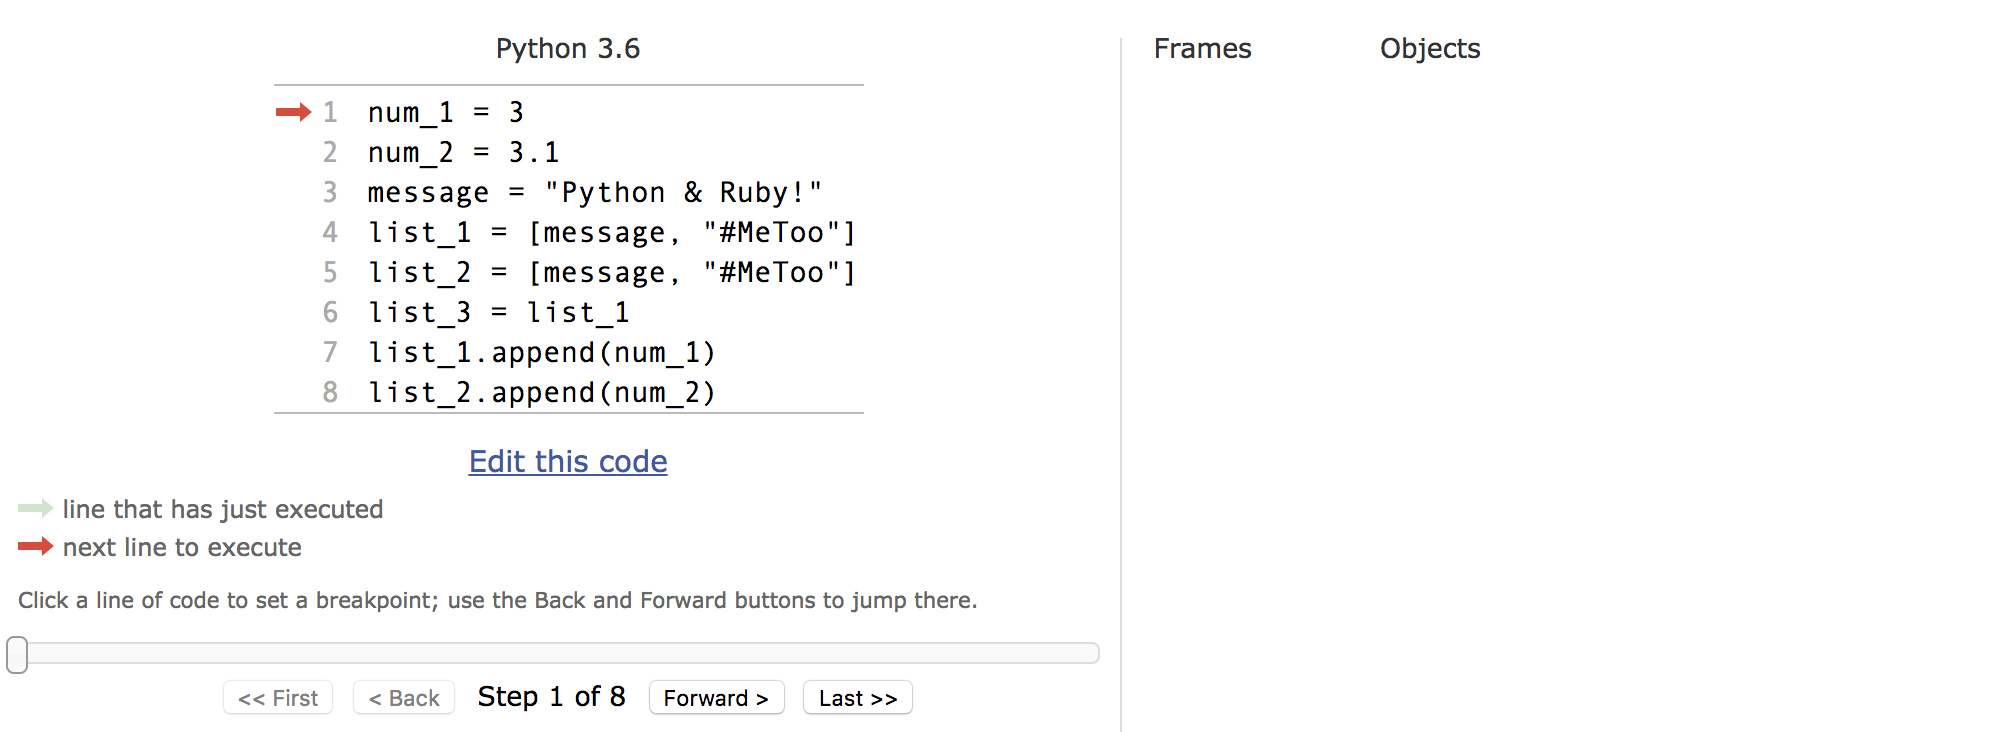 Python 3.6
1 num_1 = 3
2 num_2 = 3.1
3 message = "Python & Ruby!"
4 list_1 = [message, "#MeToo"]
5 list_2 = [message, "#MeToo"]
6 list_3 = list_1
7 list_1.append(num_1)
8 list_2.append(num_2)
Edit this code
line that has just executed
next line to execute
Click a line of code to set a breakpoint; use the Back and Forward buttons to jump there.
<< First < Back Step 1 of 8 Forward > Last >>
Frames Objects